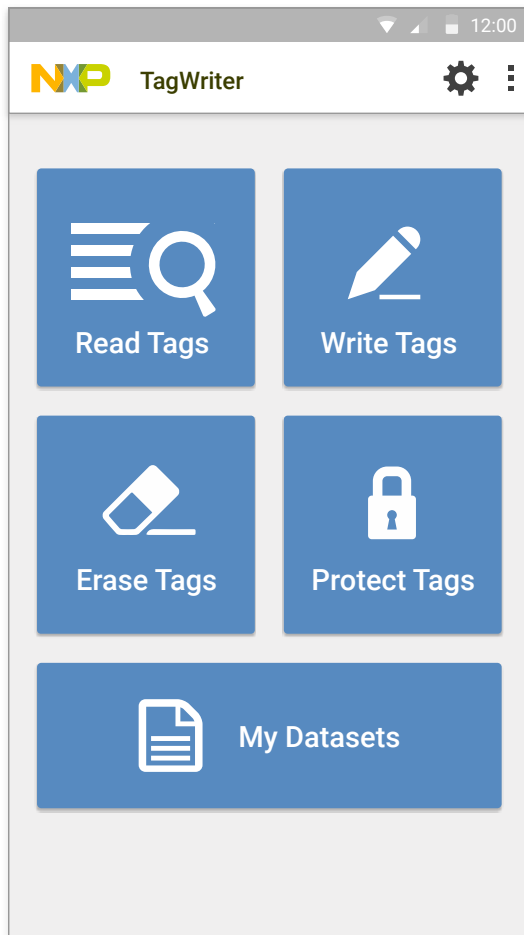 12:00
NXP TagWriter
Read Tags
Write Tags
Erase Tags
Protect Tags
My Datasets